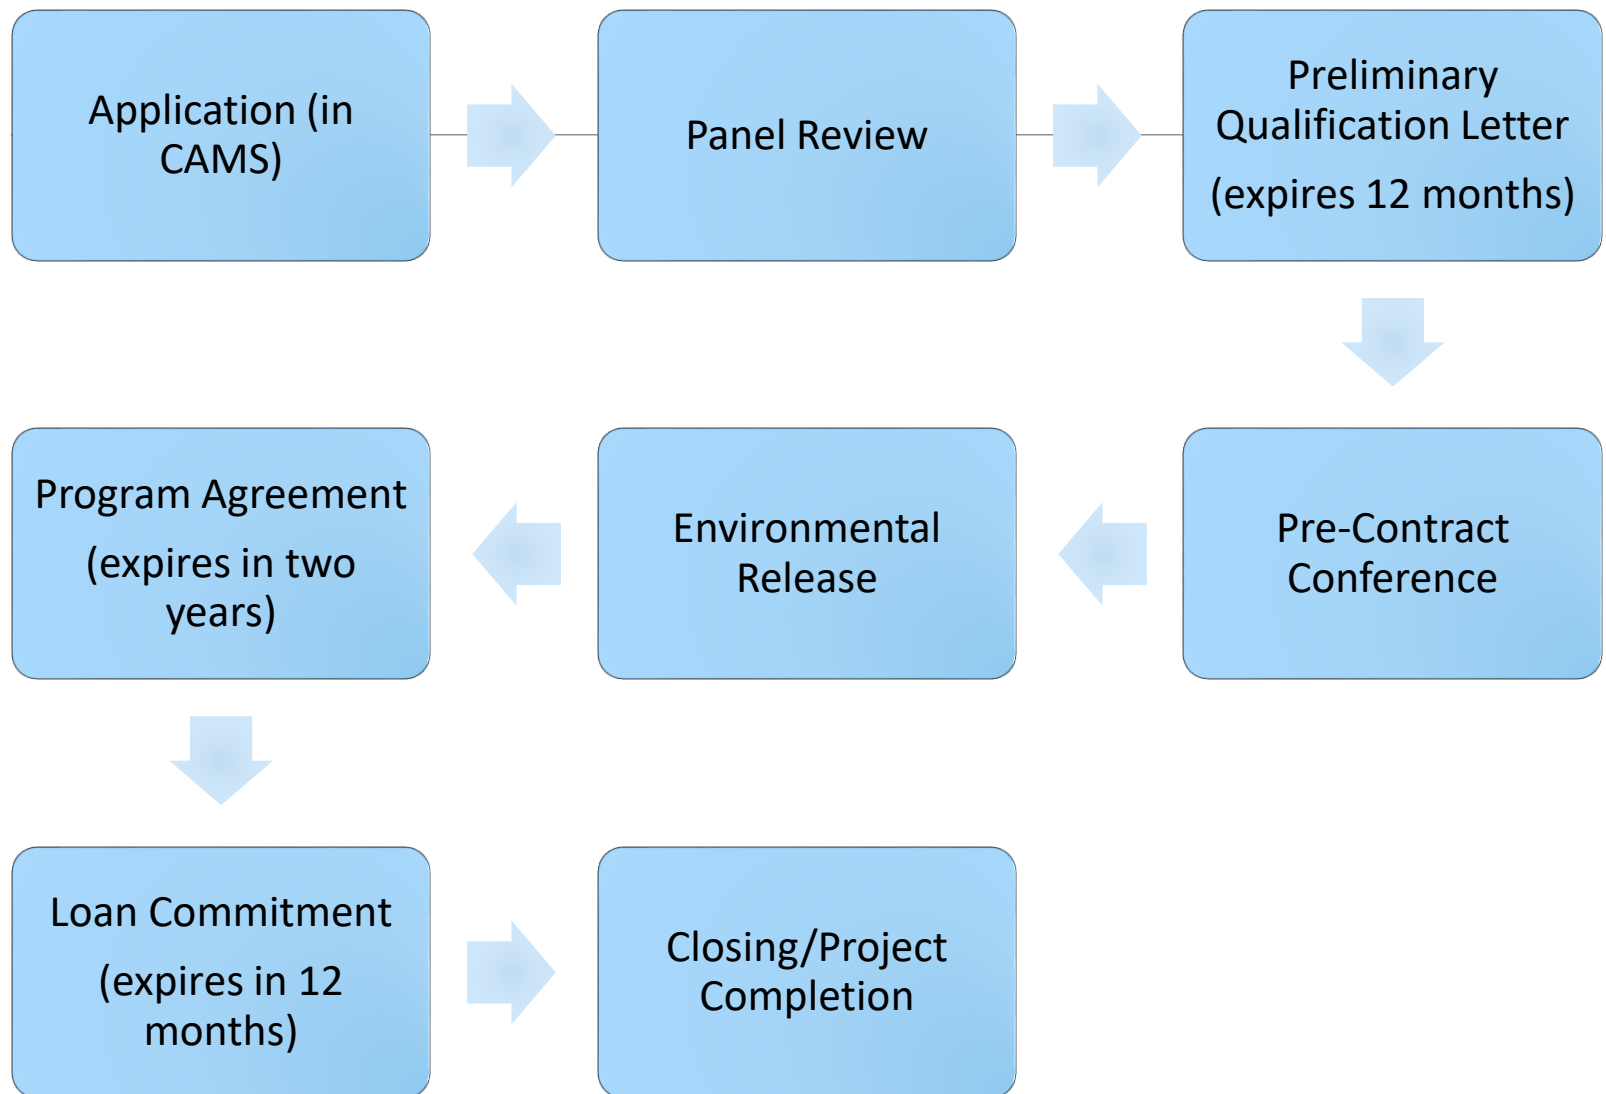 Application (in
CAMS)
Panel Review
Preliminary
Qualification Letter
(expires 12 months)
Pre-Contract
Conference
Environmental
Release
Program Agreement
(expires in two
years)
Loan Commitment
(expires in 12
months)
Closing/Project
Completion